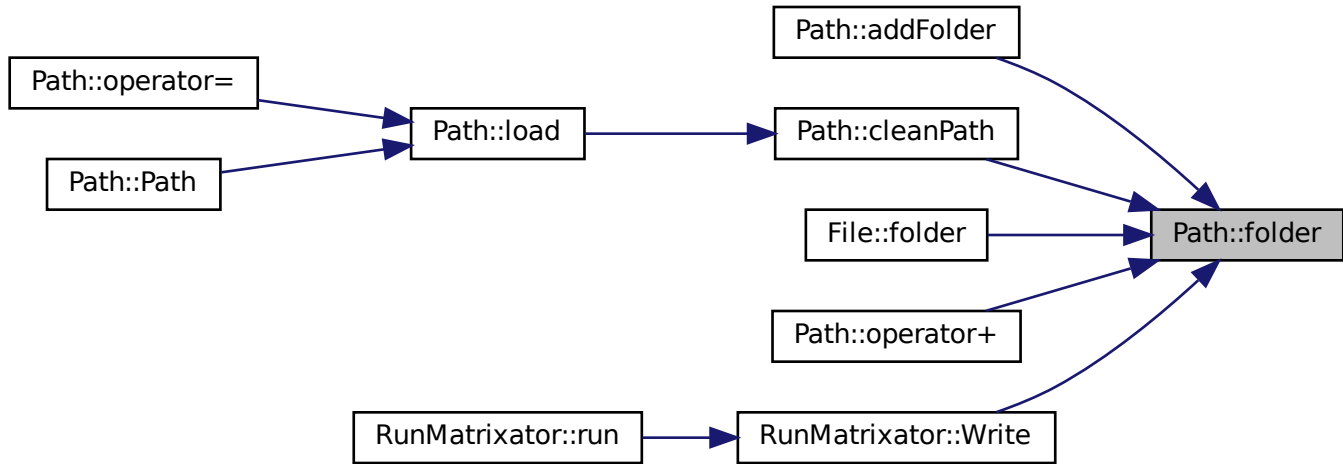 Path::addFolder
Path::operator=
Path::load
Path::cleanPath
Path::Path
File::folder
Path::folder
Path::operator+
RunMatrixator::run
RunMatrixator::Write